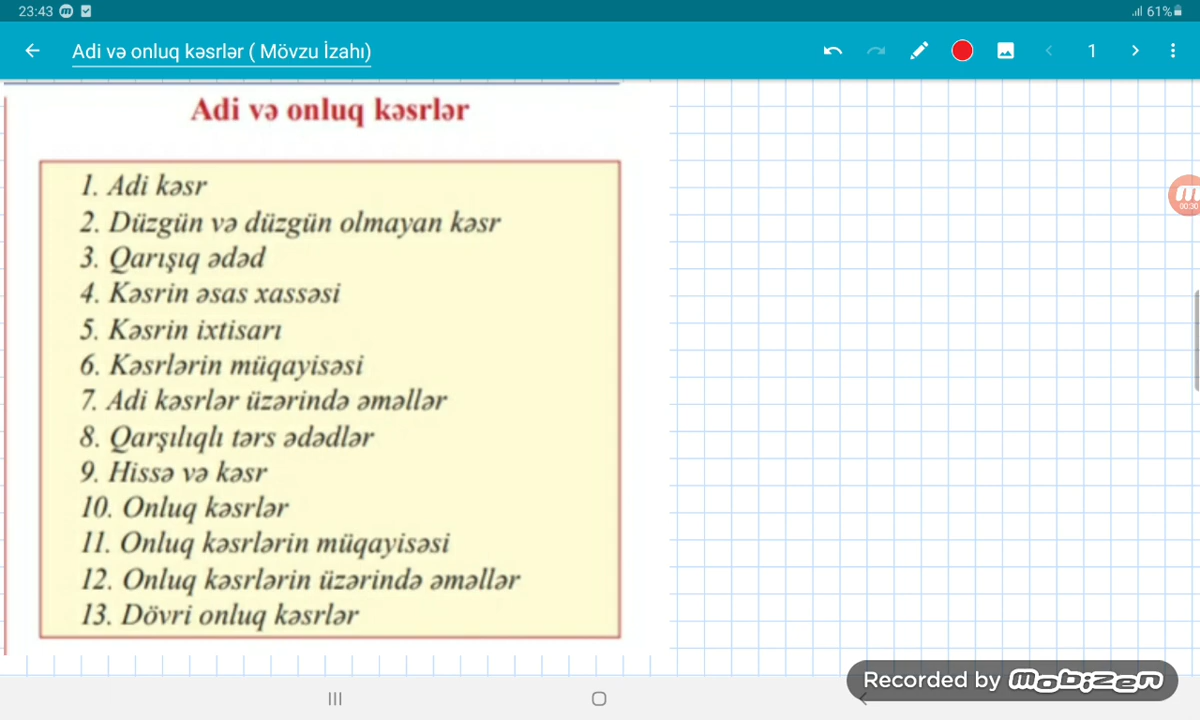 23:43
61%
Adi və onluq kəsrlər ( Mövzu İzahı)
1
Adi və onluq kəsrlər
1. Adi kəsr
2. Düzgün və düzgün olmayan kəsr
3. Qarışıq ədəd
4. Kəsrin əsas xassəsi
5. Kəsrin ixtisarı
6. Kəsrlərin müqayisəsi
7. Adi kəsrlər üzərində əməllər
8. Qarşılıqlı tərs ədədlər
9. Hissə və kəsr
10. Onluq kəsrlər
11. Onluq kəsrlərin müqayisəsi
12. Onluq kəsrlərin üzərində əməllər
13. Dövri onluq kəsrlər
00:30
Recorded by mobizen